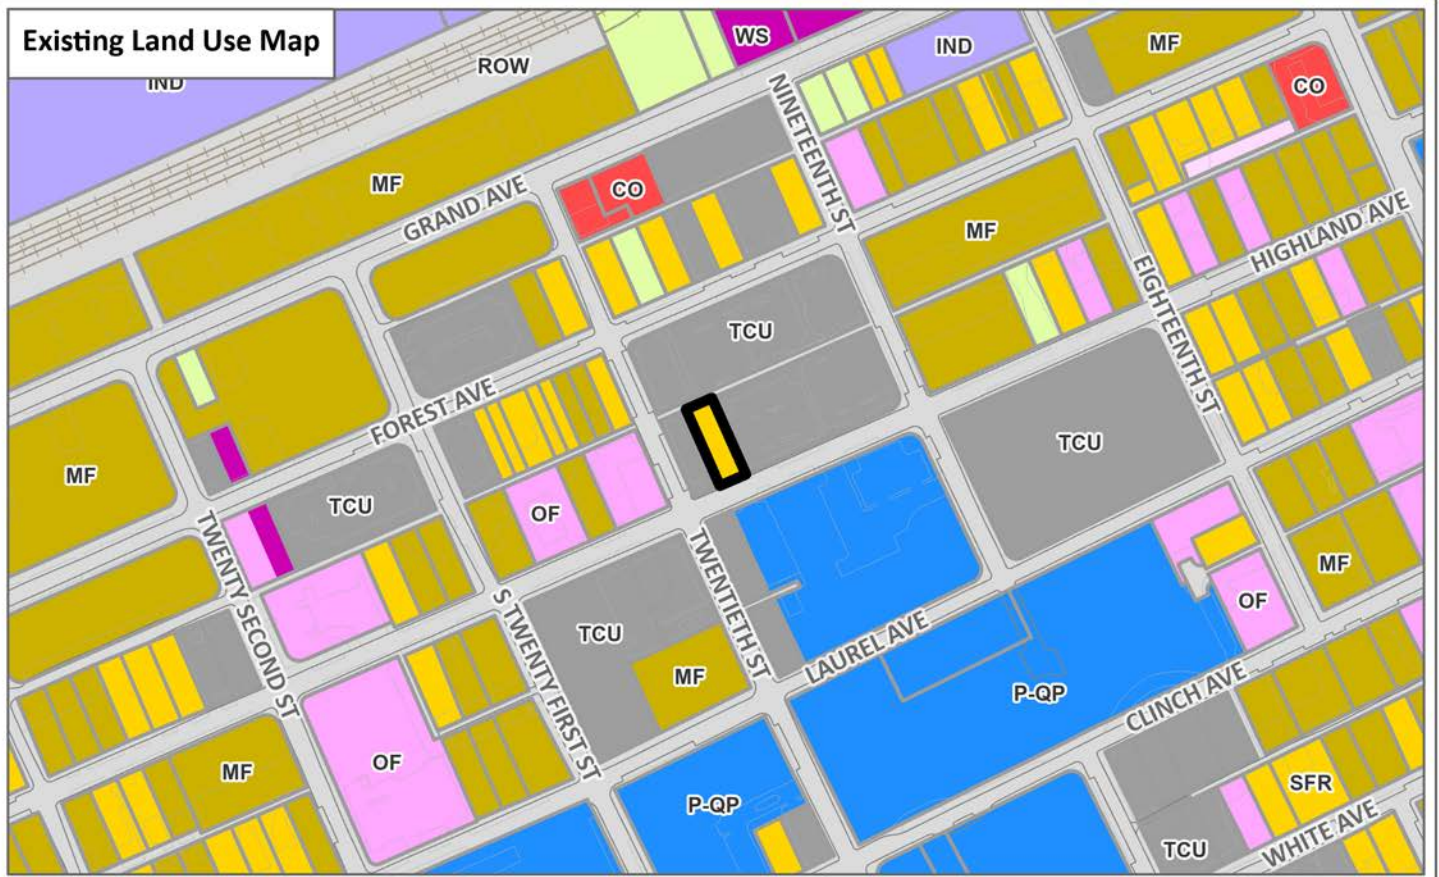 Existing Land Use Map
IND
ROW
WS
IND
MF
CO
MF
GRAND AVE
CO
NINETEENTH ST
MF
HIGHLAND AVE
EIGHTEENTH ST
TCU
FOREST AVE
MF
TCU
TCU
OF
TWENTY SECOND ST
S TWENTY FIRST ST
TWENTIETH ST
MF
OF
TCU
MF
LAUREL AVE
P-QP
CLINCH AVE
OF
MF
P-QP
SFR
TCU
WHITE AVE